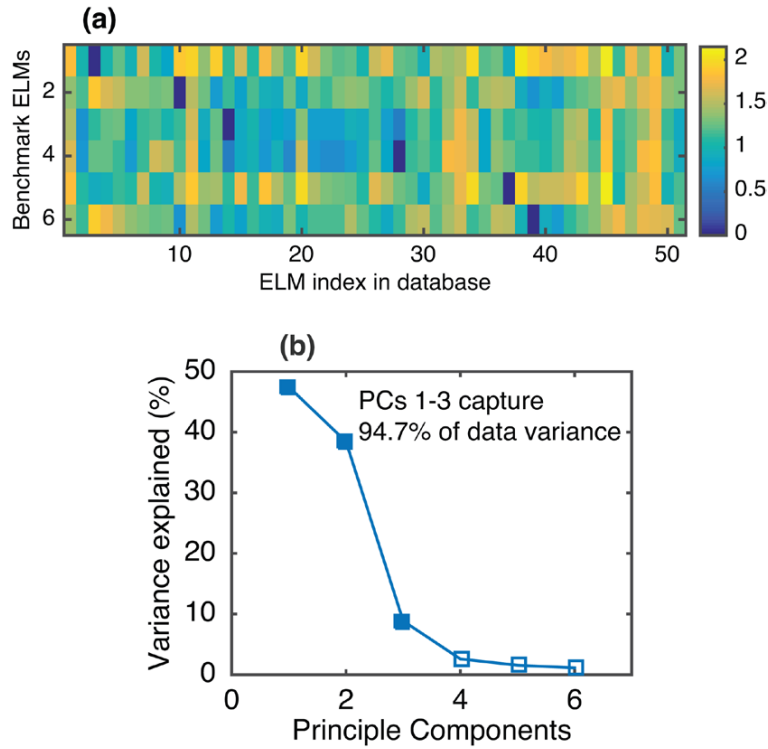 (a)
Benchmark ELMs
2
4
6
10
20
30
40
50
ELM index in database
2
1.5
1
0.5
0
(b)
Variance explained (%)
50
40
30
20
10
0
PCs 1-3 capture
94.7% of data variance
0
2
4
6
Principle Components